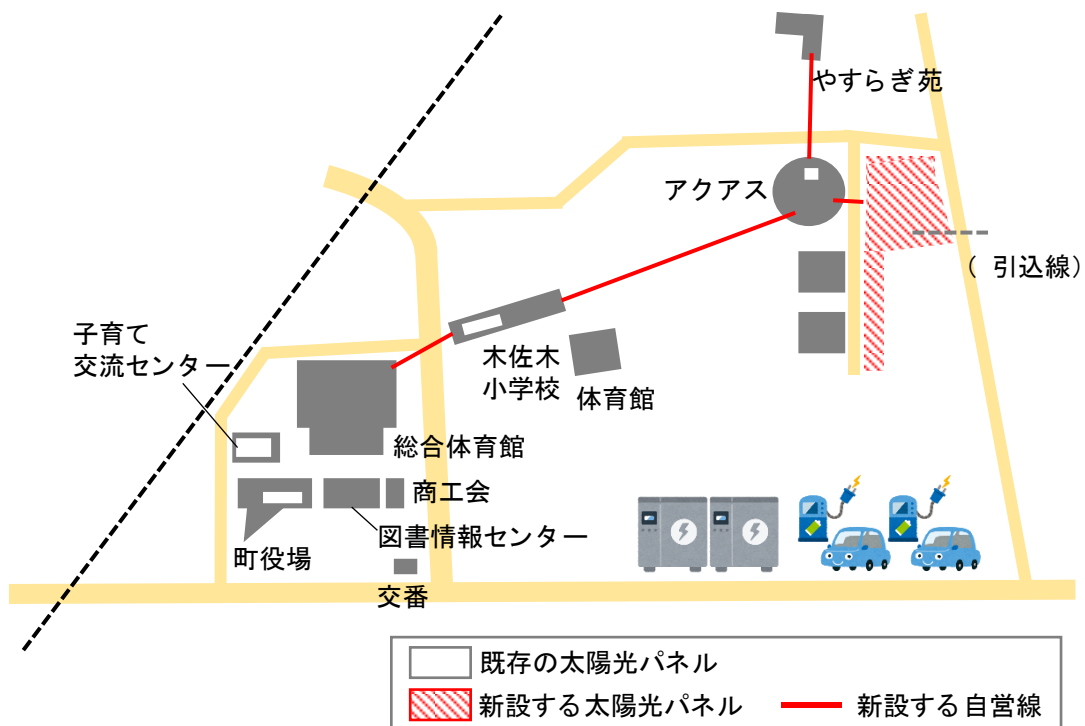 やすらぎ苑
アクアス
( 引込線)
子育て
交流センター
木佐木
小学校
体育館
総合体育館
商工会
図書情報センター
町役場
交番
既存の太陽光パネル
新設する太陽光パネル
新設する自営線